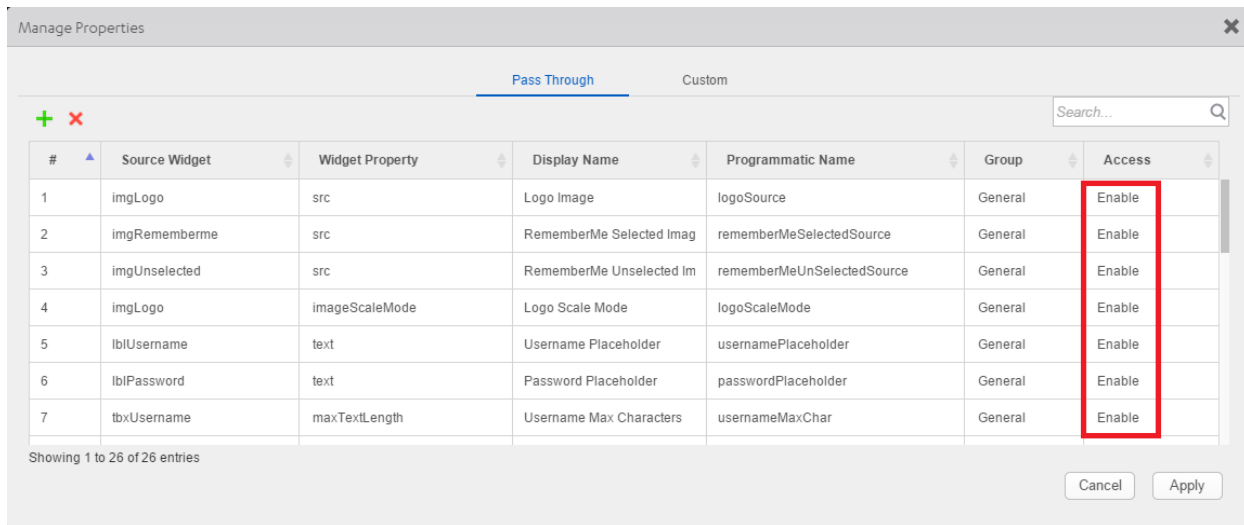 Manage Properties
Pass Through Custom
Search...
# Source Widget Widget Property Display Name Programmatic Name Group Access
1 imgLogo src Logo Image logoSource General Enable
2 imgRememberme src RememberMe Selected Imag rememberMeSelectedSource General Enable
3 imgUnselected src RememberMe Unselected Im rememberMeUnSelectedSource General Enable
4 imgLogo imageScaleMode Logo Scale Mode logoScaleMode General Enable
5 lblUsername text Username Placeholder usernamePlaceholder General Enable
6 lblPassword text Password Placeholder passwordPlaceholder General Enable
7 tbxUsername maxTextLength Username Max Characters usernameMaxChar General Enable
Showing 1 to 26 of 26 entries
Cancel Apply